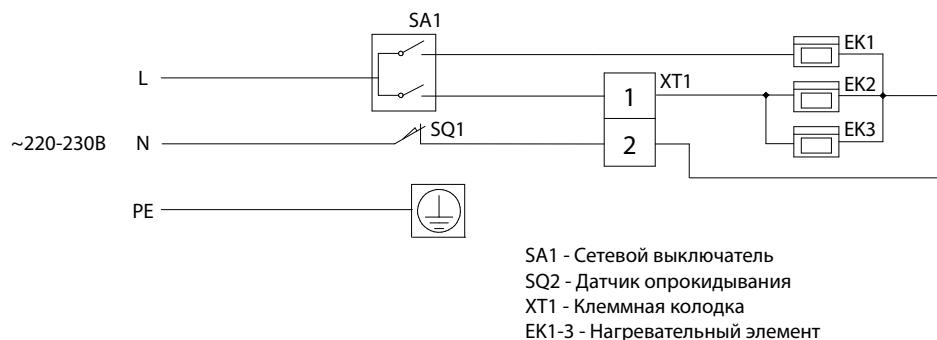 SA1
EK1
L
XT1
EK2
1
SQ1
EK3
~220-230В N
2
PE
SA1 - Сетевой выключатель
SQ2 - Датчик опрокидывания
XT1 - Клеммная колодка
EK1-3 - Нагревательный элемент